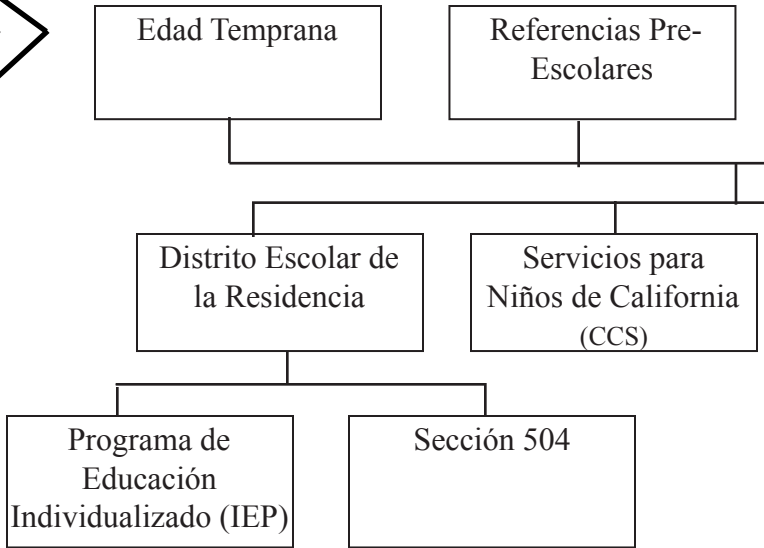 Edad Temprana
Referencias Pre-
Escolares
Distrito Escolar de
la Residencia
Servicios para
Niños de California
(CCS)
Programa de
Educación
Individualizado (IEP)
Sección 504